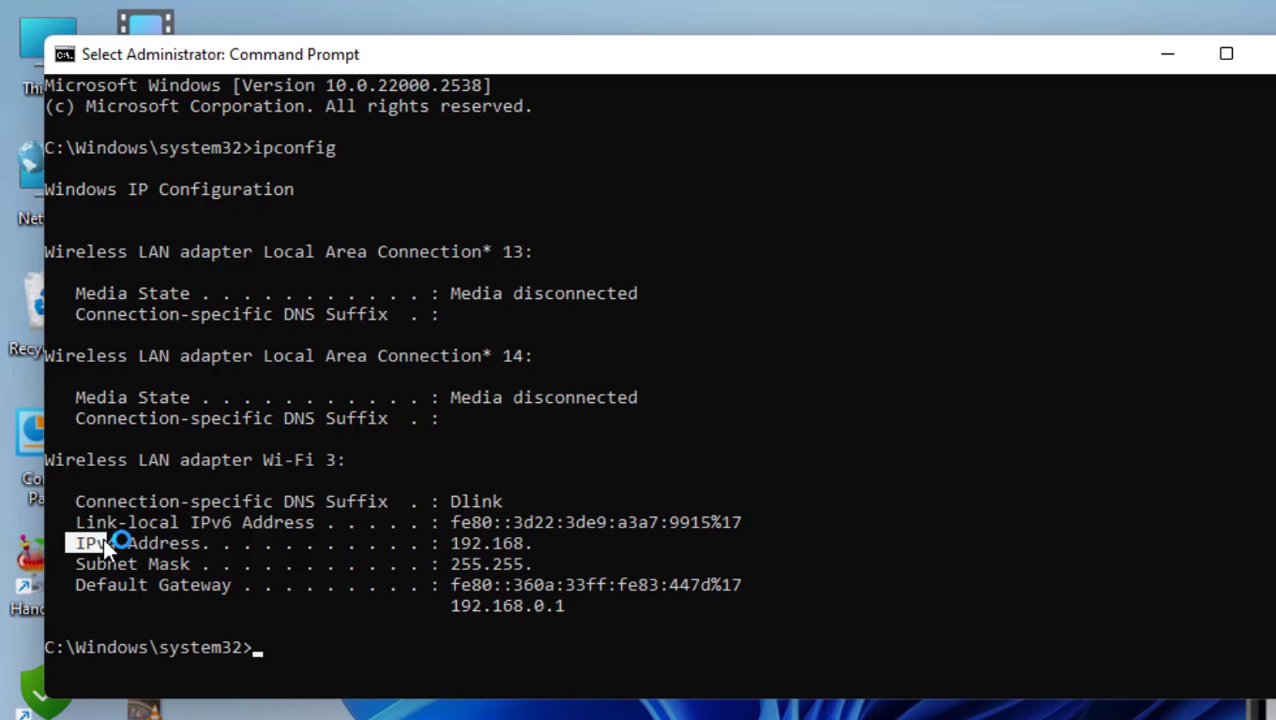 Select Administrator: Command Prompt
Microsoft Windows [Version 10.0.22000.2538]
(c) Microsoft Corporation. All rights reserved.
C:\Windows\system32>ipconfig
Windows IP Configuration
Wireless LAN adapter Local Area Connection* 13:
Media State . . . . . . . . . . . : Media disconnected
Connection-specific DNS Suffix . :
Wireless LAN adapter Local Area Connection* 14:
Media State . . . . . . . . . . . : Media disconnected
Connection-specific DNS Suffix . :
Wireless LAN adapter Wi-Fi 3:
Connection-specific DNS Suffix . : Dlink
Link-local IPv6 Address . . . . . : fe80::3d22:3de9:a3a7:9915%17
IPv4 Address. . . . . . . . . . . : 192.168.
Subnet Mask . . . . . . . . . . . : 255.255.
Default Gateway . . . . . . . . . : fe80::360a:33ff:fe83:447d%17
192.168.0.1
C:\Windows\system32>